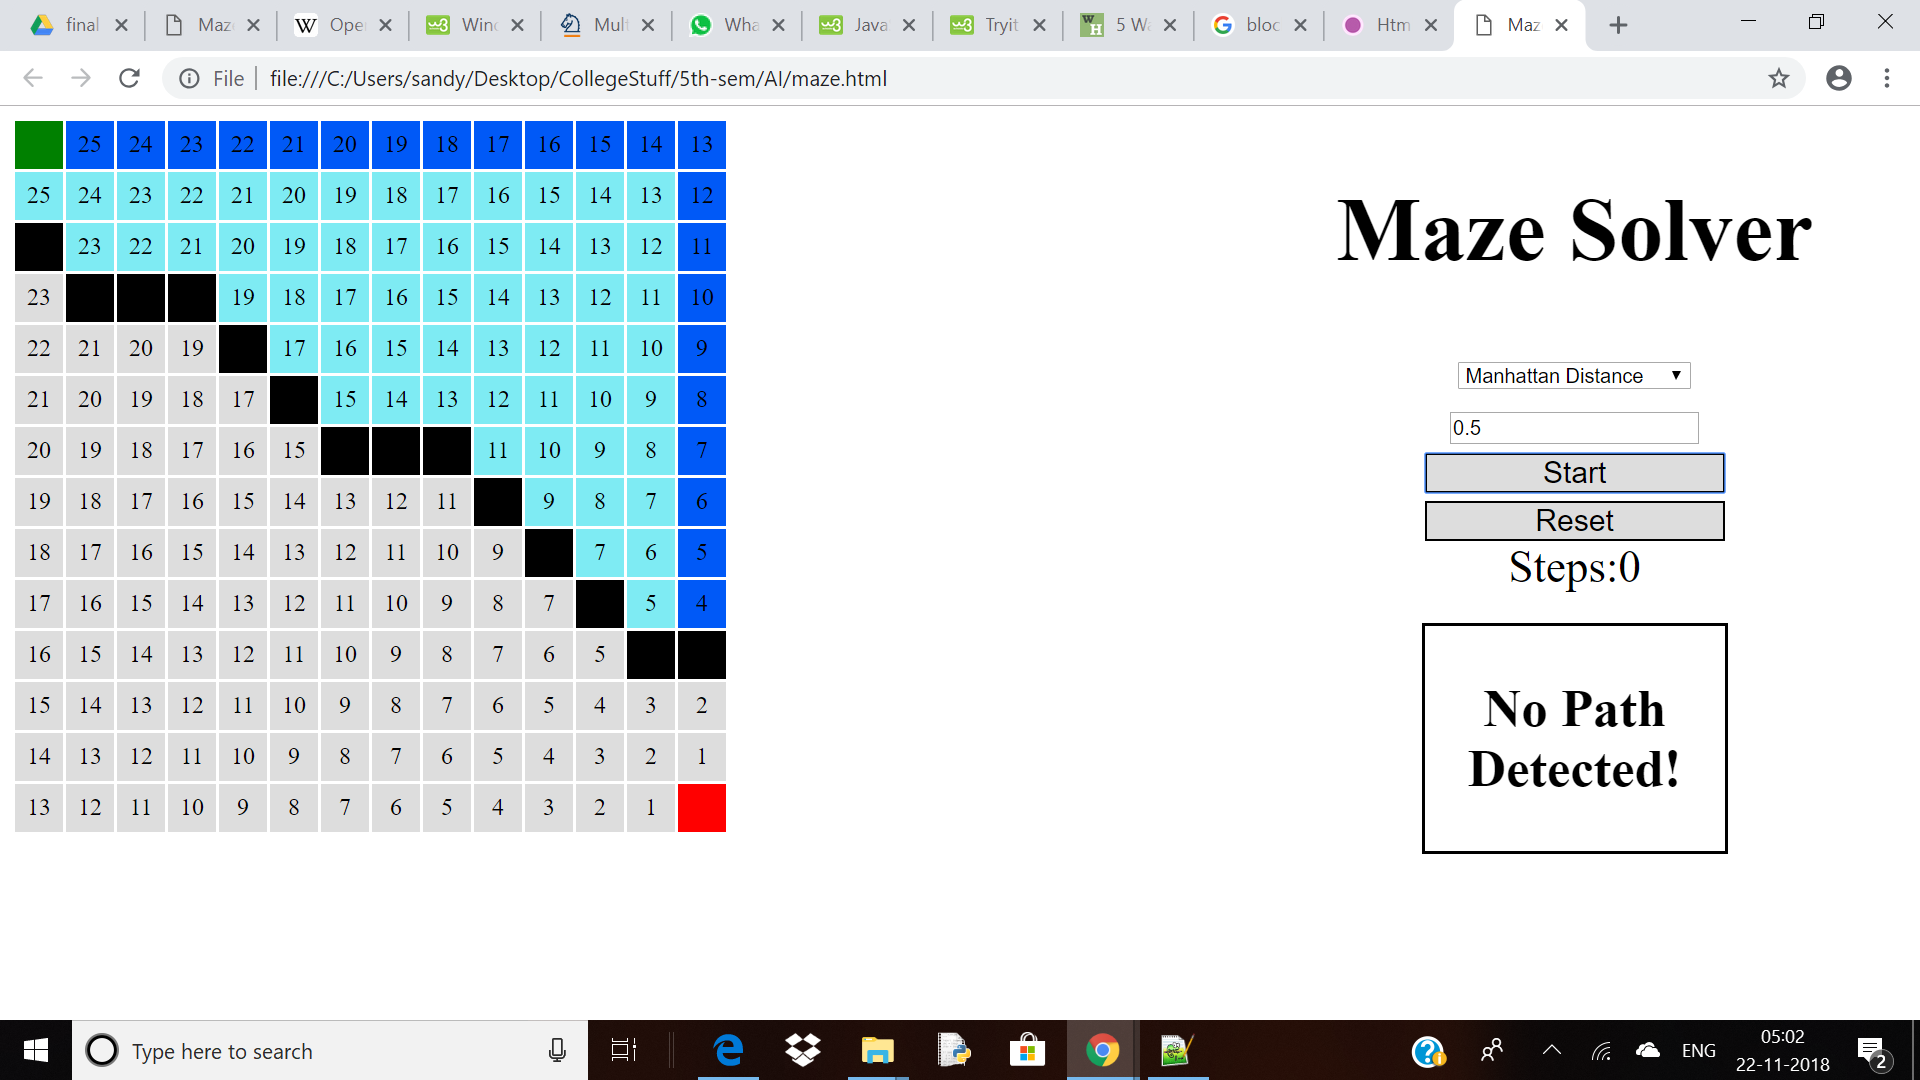 final
Maz
Oper
Winc
Mult
Wha
Java
Tryit
5 Wa
bloc
Htm
Maz
File
file:///C:/Users/sandy/Desktop/CollegeStuff/5th-sem/AI/maze.html
25 24 23 22 21 20 19 18 17 16 15 14 13
25 24 23 22 21 20 19 18 17 16 15 14 13 12
23 22 21 20 19 18 17 16 15 14 13 12 11
23 19 18 17 16 15 14 13 12 11 10
22 21 20 19 17 16 15 14 13 12 11 10 9
21 20 19 18 17 15 14 13 12 11 10 9 8
20 19 18 17 16 15 11 10 9 8 7
19 18 17 16 15 14 13 12 11 9 8 7 6
18 17 16 15 14 13 12 11 10 9 7 6 5
17 16 15 14 13 12 11 10 9 8 7 5 4
16 15 14 13 12 11 10 9 8 7 6 5
15 14 13 12 11 10 9 8 7 6 5 4 3 2
14 13 12 11 10 9 8 7 6 5 4 3 2 1
13 12 11 10 9 8 7 6 5 4 3 2 1
Maze Solver
Manhattan Distance
0.5
Start
Reset
Steps:0
No Path
Detected!
Type here to search
ENG
05:02
22-11-2018
2